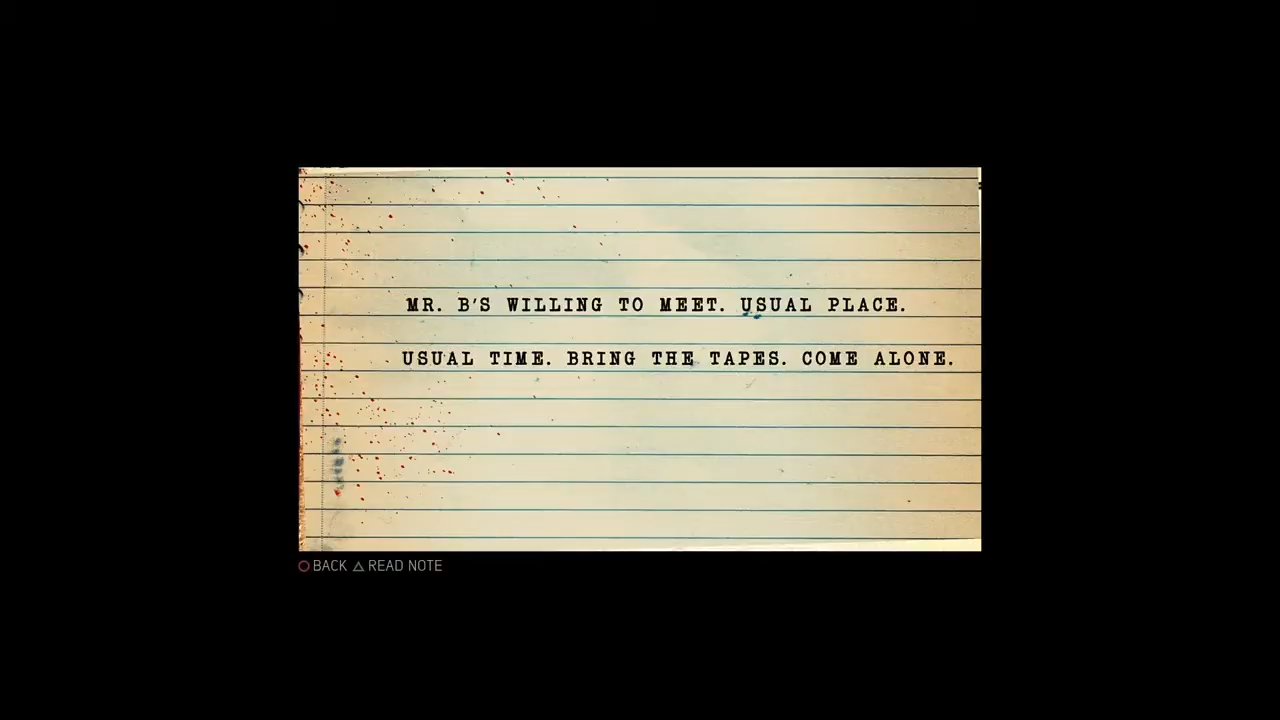 MR. B'S WILLING TO MEET. USUAL PLACE.
USUAL TIME. BRING THE TAPES. COME ALONE.
BACK READ NOTE